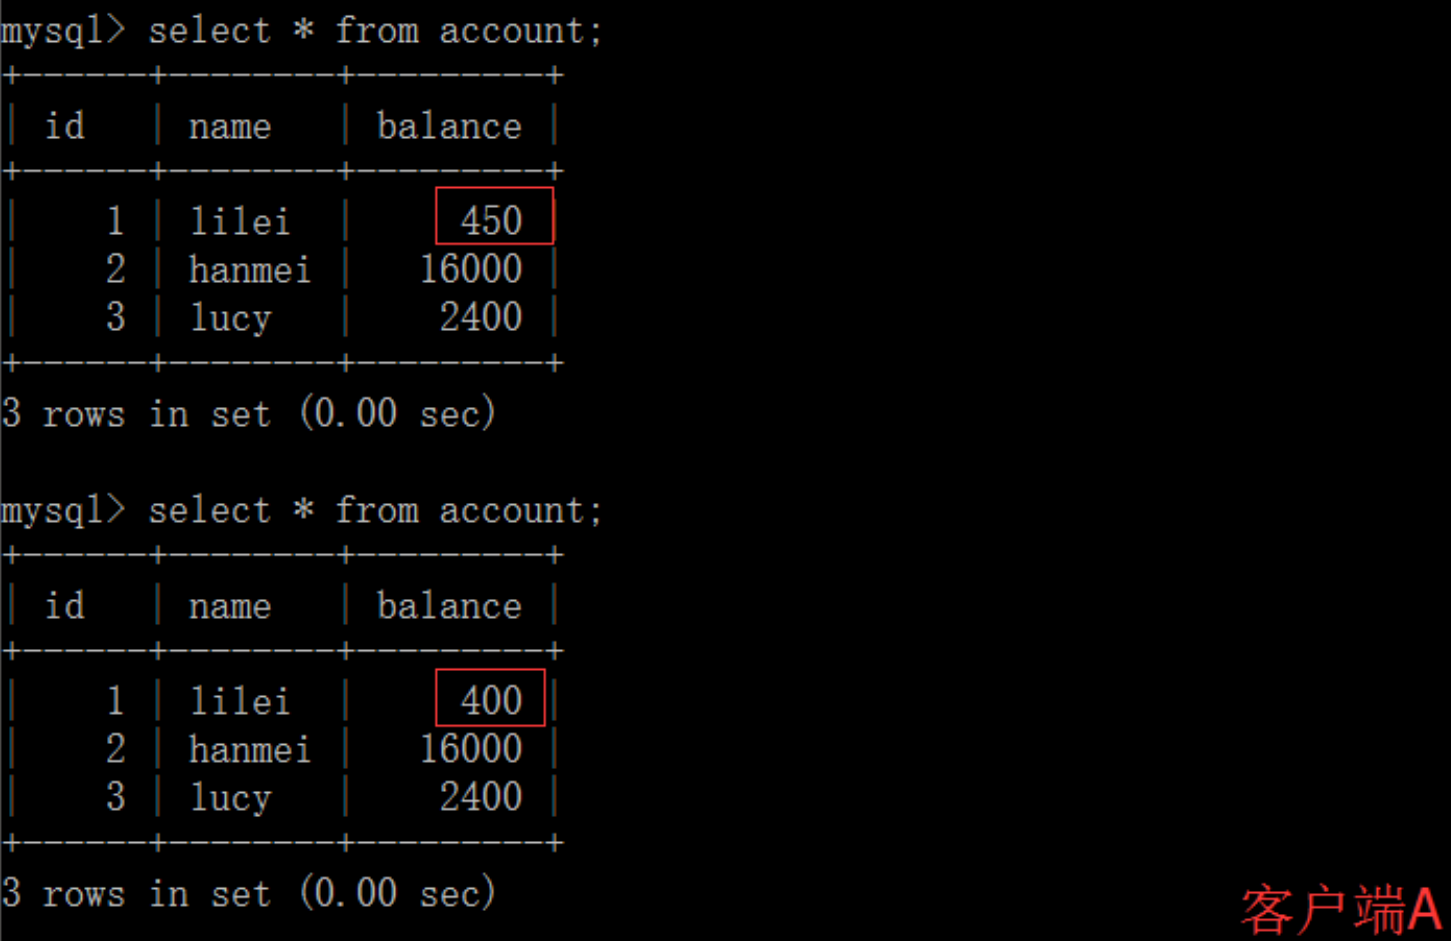 mysql> select * from account;
+------+--------+---------+
| id   | name   | balance |
+------+--------+---------+
|    1 | lilei  |     450 |
|    2 | hanmei |   16000 |
|    3 | lucy   |    2400 |
+------+--------+---------+
3 rows in set (0.00 sec)
mysql> select * from account;
+------+--------+---------+
| id   | name   | balance |
+------+--------+---------+
|    1 | lilei  |     400 |
|    2 | hanmei |   16000 |
|    3 | lucy   |    2400 |
+------+--------+---------+
3 rows in set (0.00 sec)
客户端A